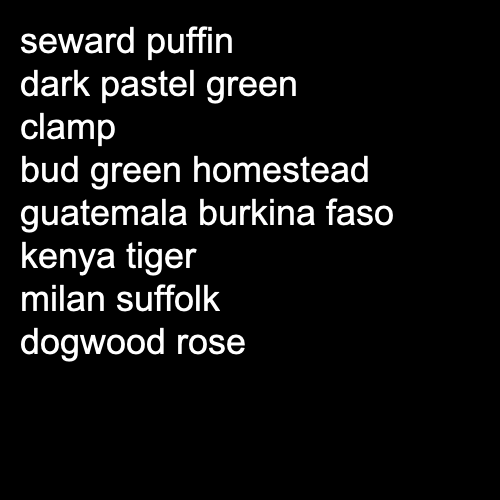 seward puffin
dark pastel green
clamp
bud green homestead
guatemala burkina faso
kenya tiger
milan suffolk
dogwood rose